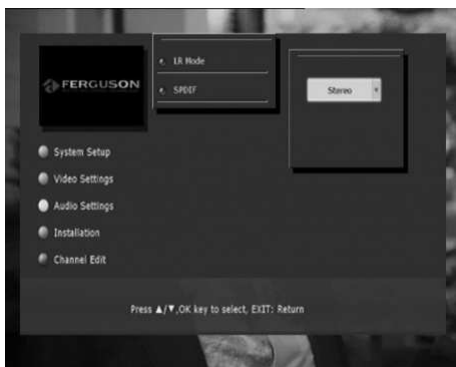 FERGUSON
LR Mode
SPDIF
Stereo
System Setup
Video Settings
Audio Settings
Installation
Channel Edit
Press ▲/▼,OK key to select, EXIT: Return